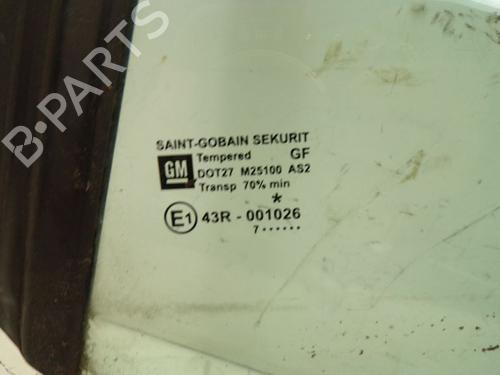 SAINT-GOBAIN SEKURIT
Tempered GF
GM DOT27 M25100 AS2
Transp 70% min
*
E1 43R - 001026
7 ••••••
B-PARTS